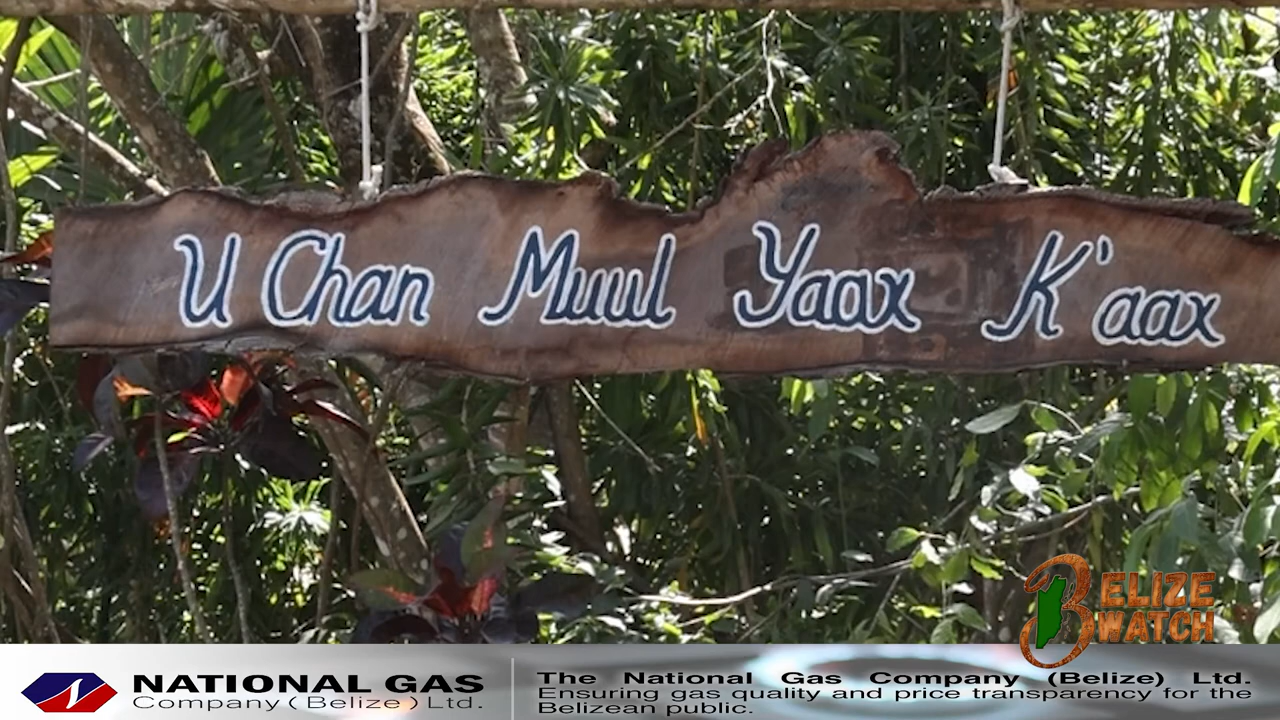 U Chan Muul Yaax K'aax
BELIZE
WATCH
NATIONAL GAS
Company (Belize) Ltd.
The National Gas Company (Belize) Ltd.
Ensuring gas quality and price transparency for the
Belizean public.